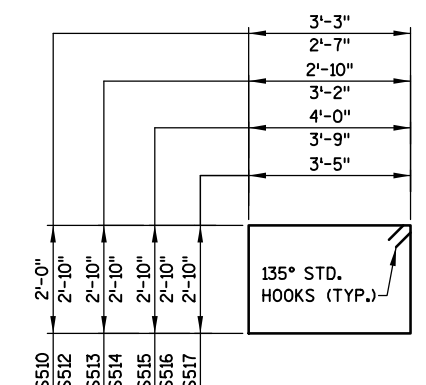 3'-3"
2'-7"
2'-10"
3'-2"
4'-0"
3'-9"
3'-5"
2'-0"
2'-10"
2'-10"
2'-10"
2'-10"
2'-10"
2'-10"
135° STD.
HOOKS (TYP.)
S510
S512
S513
S514
S515
S516
S517